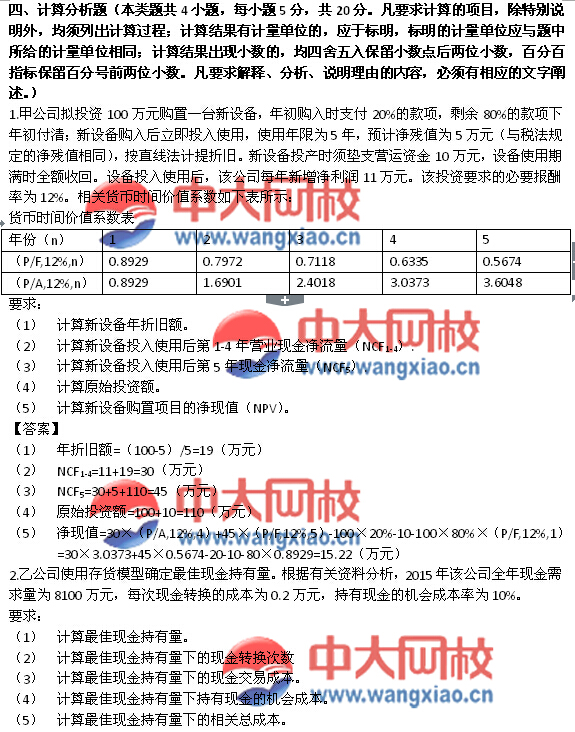 四、计算分析题（本类题共 4 小题，每小题 5 分，共 20 分。凡要求计算的项目，除特别说
明外，均须列出计算过程；计算结果有计量单位的，应于标明，标明的计量单位应与题中
所给的计量单位相同；计算结果出现小数的，均四舍五入保留小数点后两位小数，百分百
指标保留百分号前两位小数。凡要求解释、分析、说明理由的内容，必须有相应的文字阐
述。）
1.甲公司拟投资 100 万元购置一台新设备，年初购入时支付 20%的款项，剩余 80%的款项下
年初付清；新设备购入后立即投入使用，使用年限为 5 年，预计净残值为 5 万元（与税法规
定的净残值相同），按直线法计提折旧。新设备投产时须垫支营运资金 10 万元，设备使用期
满时全额收回。设备投入使用后，该公司每年新增净利润 11 万元。该投资要求的必要报酬
率为 12%。相关货币时间价值系数如下表所示：
货币时间价值系数表
年份（n） 1 2 3 4 5
（P/F,12%,n） 0.8929 0.7972 0.7118 0.6335 0.5674
（P/A,12%,n） 0.8929 1.6901 2.4018 3.0373 3.6048
要求：
（1） 计算新设备年折旧额。
（2） 计算新设备投入使用后第 1-4 年营业现金净流量（NCF1-4）.
（3） 计算新设备投入使用后第 5 年现金净流量（NCF5）
（4） 计算原始投资额。
（5） 计算新设备购置项目的净现值（NPV）。
【答案】
（1） 年折旧额=（100-5）/5=19（万元）
（2） NCF1-4=11+19=30（万元）
（3） NCF5=30+5+110=45（万元）
（4） 原始投资额=100+10=110（万元）
（5） 净现值=30×（P/A,12%,4）+45×（P/F,12%,5）-100×20%-10-100×80%×（P/F,12%,1）
=30×3.0373+45×0.5674-20-10-80×0.8929=15.22（万元）
2.乙公司使用存货模型确定最佳现金持有量。根据有关资料分析，2015 年该公司全年现金需
求量为 8100 万元，每次现金转换的成本为 0.2 万元，持有现金的机会成本率为 10%。
要求：
（1） 计算最佳现金持有量。
（2） 计算最佳现金持有量下的现金转换次数
（3） 计算最佳现金持有量下的现金交易成本。
（4） 计算最佳现金持有量下持有现金的机会成本。
（5） 计算最佳现金持有量下的相关总成本。
中大网校
www.wangxiao.cn
中大网校
www.wangxiao.cn
中大网校
www.wangxiao.cn
中大网校
www.wangxiao.cn